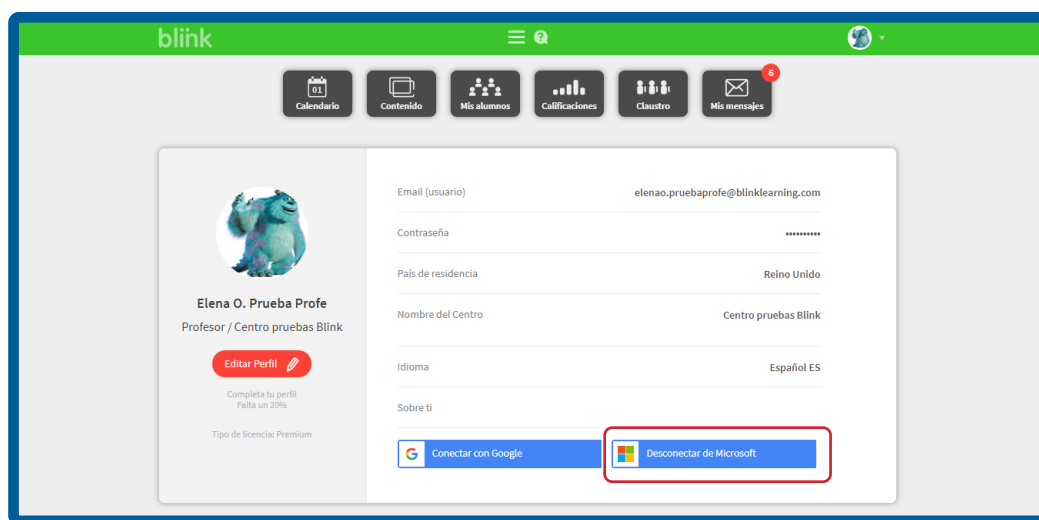 blink
01
Calendario
Contenido
Mis alumnos
Calificaciones
Claustro
6
Mis mensajes
Elena O. Prueba Profe
Profesor / Centro pruebas Blink
Editar Perfil
Completa tu perfil
Falta un 20%
Tipo de licencia: Premium
Email (usuario) elenao.pruebaprofe@blinklearning.com
Contraseña ••••••••••
País de residencia Reino Unido
Nombre del Centro Centro pruebas Blink
Idioma Español ES
Sobre ti
G Conectar con Google
Desconectar de Microsoft